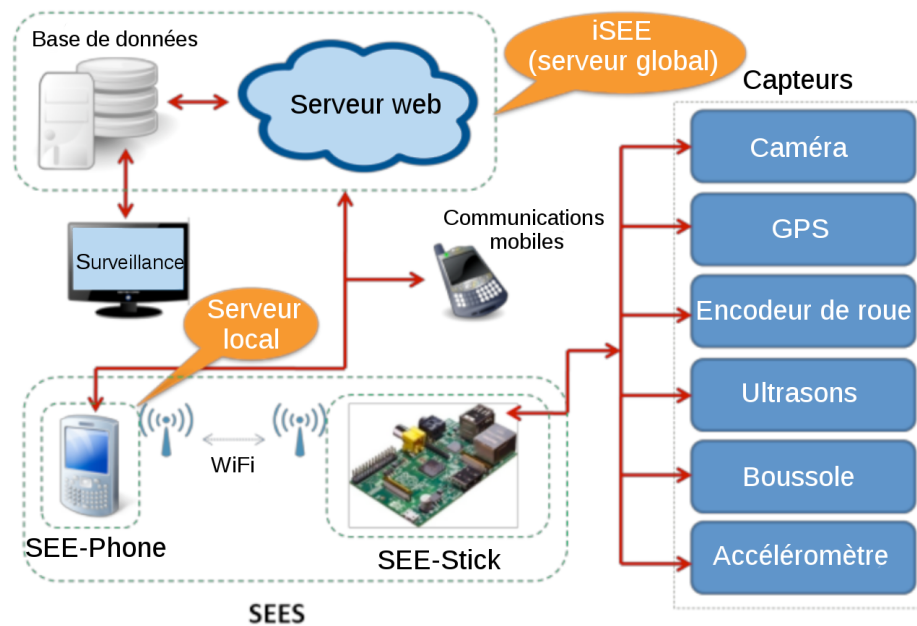 iSEE
(serveur global)
Base de données
Serveur web
Capteurs
Caméra
GPS
Encodeur de roue
Ultrasons
Boussole
Accéléromètre
Communications
mobiles
Surveillance
Serveur
local
WiFi
SEE-Phone
SEE-Stick
SEES